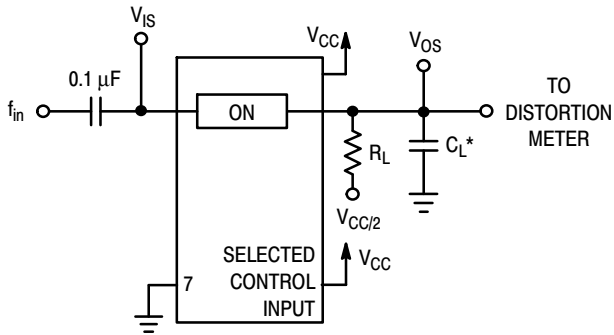 V_IS
V_CC
V_OS
0.1 μF
f_in
ON
TO
DISTORTION
METER
R_L
C_L*
V_CC/2
SELECTED
CONTROL
INPUT
V_CC
7